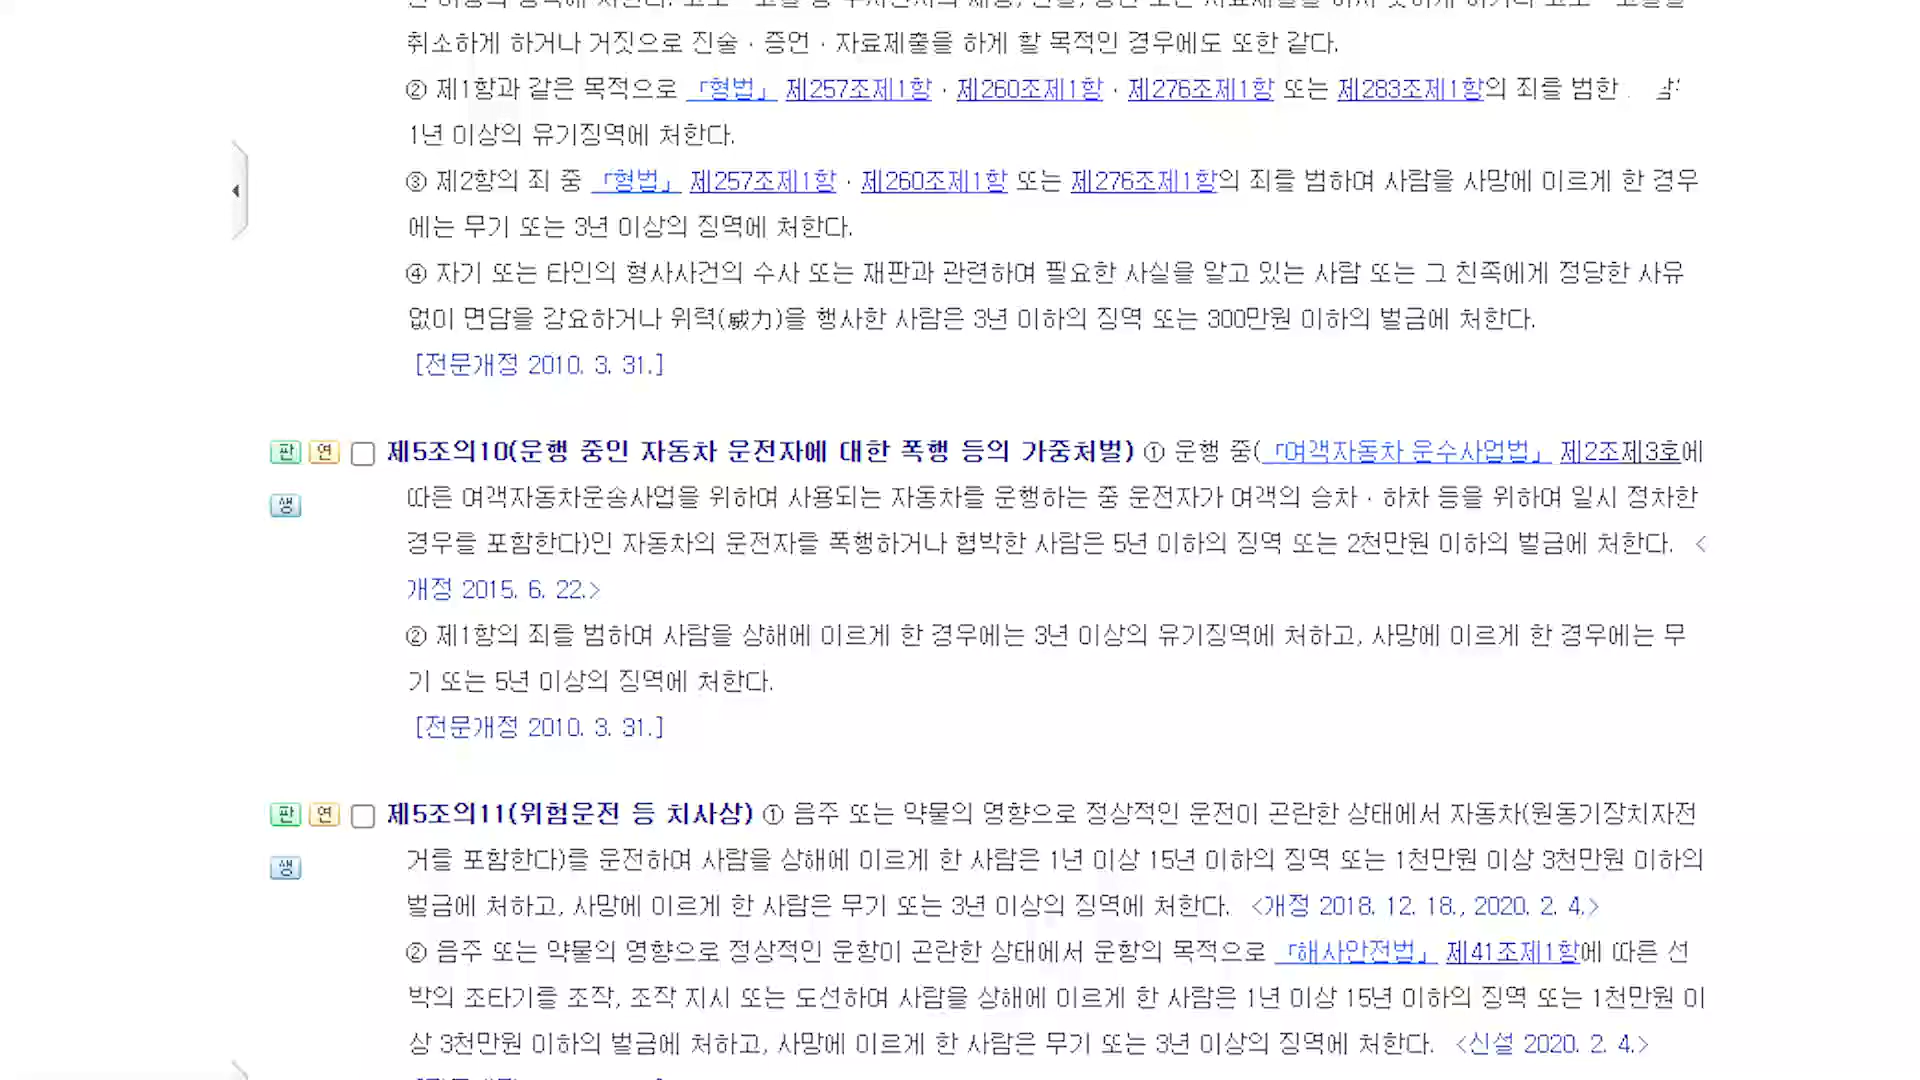 취소하게 하거나 거짓으로 진술 · 증언 · 자료제출을 하게 할 목적인 경우에도 또한 같다.
② 제1항과 같은 목적으로 「형법」 제257조제1항 · 제260조제1항 · 제276조제1항 또는 제283조제1항의 죄를 범한
1년 이상의 유기징역에 처한다.
③ 제2항의 죄 중 「형법」 제257조제1항 · 제260조제1항 또는 제276조제1항의 죄를 범하여 사람을 사망에 이르게 한 경우
에는 무기 또는 3년 이상의 징역에 처한다.
④ 자기 또는 타인의 형사사건의 수사 또는 재판과 관련하여 필요한 사실을 알고 있는 사람 또는 그 친족에게 정당한 사유
없이 면담을 강요하거나 위력(威力)을 행사한 사람은 3년 이하의 징역 또는 300만원 이하의 벌금에 처한다.
[전문개정 2010. 3. 31.]
판 연 제5조의10(운행 중인 자동차 운전자에 대한 폭행 등의 가중처벌) ① 운행 중(「여객자동차 운수사업법」 제2조제3호에
생 따른 여객자동차운송사업을 위하여 사용되는 자동차를 운행하는 중 운전자가 여객의 승차 · 하차 등을 위하여 일시 정차한
경우를 포함한다)인 자동차의 운전자를 폭행하거나 협박한 사람은 5년 이하의 징역 또는 2천만원 이하의 벌금에 처한다. <
개정 2015. 6. 22.>
② 제1항의 죄를 범하여 사람을 상해에 이르게 한 경우에는 3년 이상의 유기징역에 처하고, 사망에 이르게 한 경우에는 무
기 또는 5년 이상의 징역에 처한다.
[전문개정 2010. 3. 31.]
판 연 제5조의11(위험운전 등 치사상) ① 음주 또는 약물의 영향으로 정상적인 운전이 곤란한 상태에서 자동차(원동기장치자전
생 거를 포함한다)를 운전하여 사람을 상해에 이르게 한 사람은 1년 이상 15년 이하의 징역 또는 1천만원 이상 3천만원 이하의
벌금에 처하고, 사망에 이르게 한 사람은 무기 또는 3년 이상의 징역에 처한다. <개정 2018. 12. 18., 2020. 2. 4.>
② 음주 또는 약물의 영향으로 정상적인 운항이 곤란한 상태에서 운항의 목적으로 「해사안전법」 제41조제1항에 따른 선
박의 조타기를 조작, 조작 지시 또는 도선하여 사람을 상해에 이르게 한 사람은 1년 이상 15년 이하의 징역 또는 1천만원 이
상 3천만원 이하의 벌금에 처하고, 사망에 이르게 한 사람은 무기 또는 3년 이상의 징역에 처한다. <신설 2020. 2. 4.>